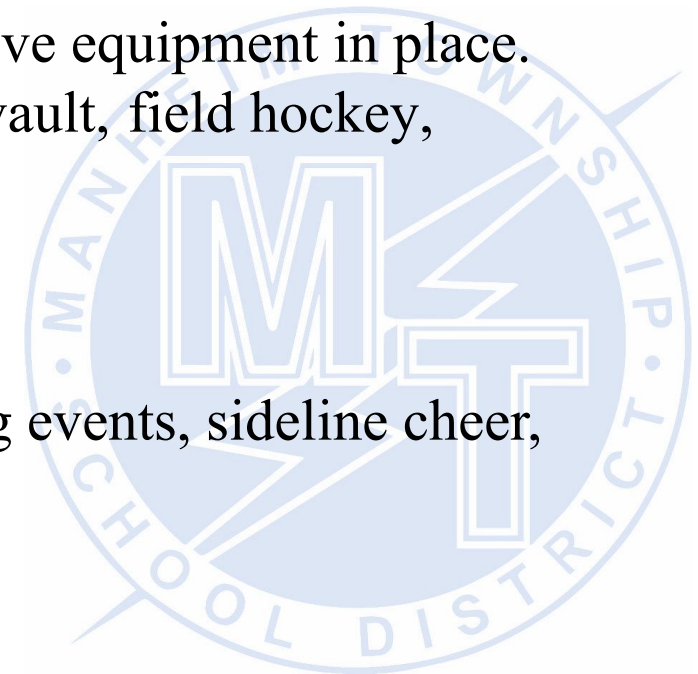 ve equipment in place.
vault, field hockey,
g events, sideline cheer,
MANHEIM TOWNSHIP
MT
SCHOOL DISTRICT